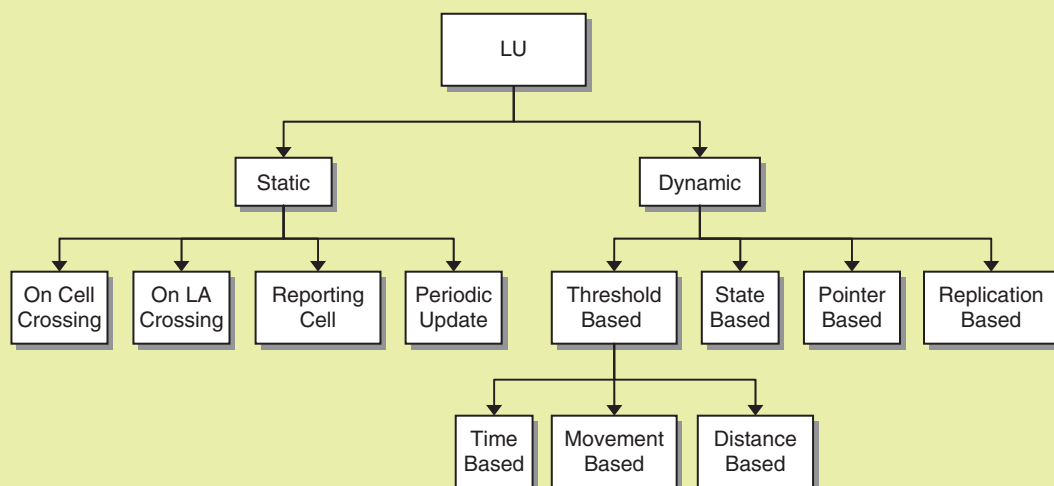 LU
Static
Dynamic
On Cell
Crossing
On LA
Crossing
Reporting
Cell
Periodic
Update
Threshold
Based
State
Based
Pointer
Based
Replication
Based
Time
Based
Movement
Based
Distance
Based